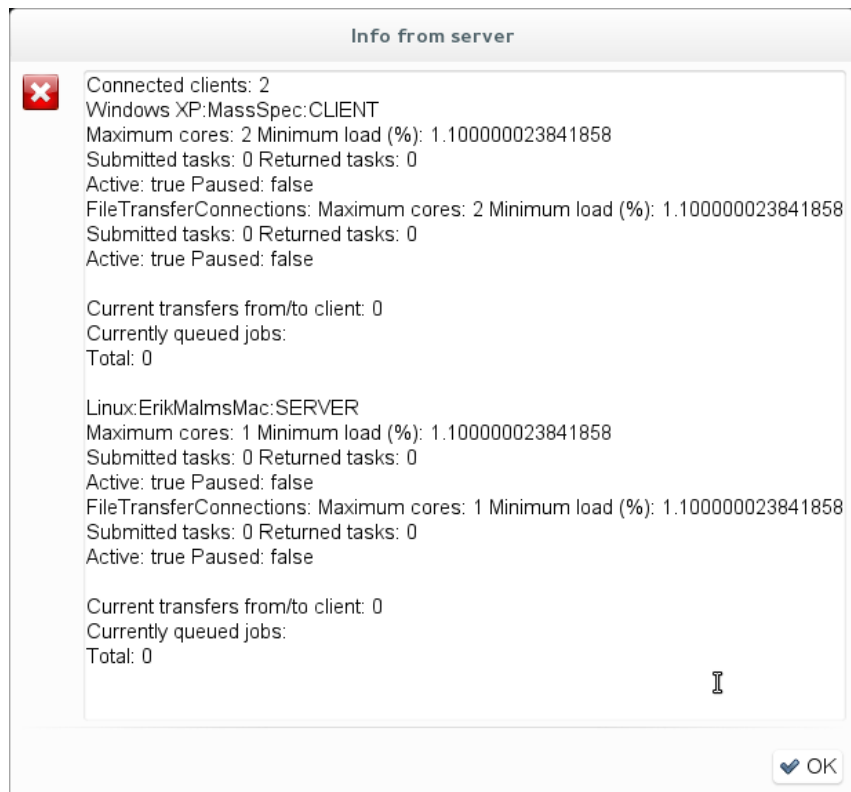 Info from server
Connected clients: 2
Windows XP:MassSpec:CLIENT
Maximum cores: 2 Minimum load (%): 1.100000023841858
Submitted tasks: 0 Returned tasks: 0
Active: true Paused: false
FileTransferConnections: Maximum cores: 2 Minimum load (%): 1.100000023841858
Submitted tasks: 0 Returned tasks: 0
Active: true Paused: false
Current transfers from/to client: 0
Currently queued jobs:
Total: 0
Linux:ErikMalmsMac:SERVER
Maximum cores: 1 Minimum load (%): 1.100000023841858
Submitted tasks: 0 Returned tasks: 0
Active: true Paused: false
FileTransferConnections: Maximum cores: 1 Minimum load (%): 1.100000023841858
Submitted tasks: 0 Returned tasks: 0
Active: true Paused: false
Current transfers from/to client: 0
Currently queued jobs:
Total: 0
OK